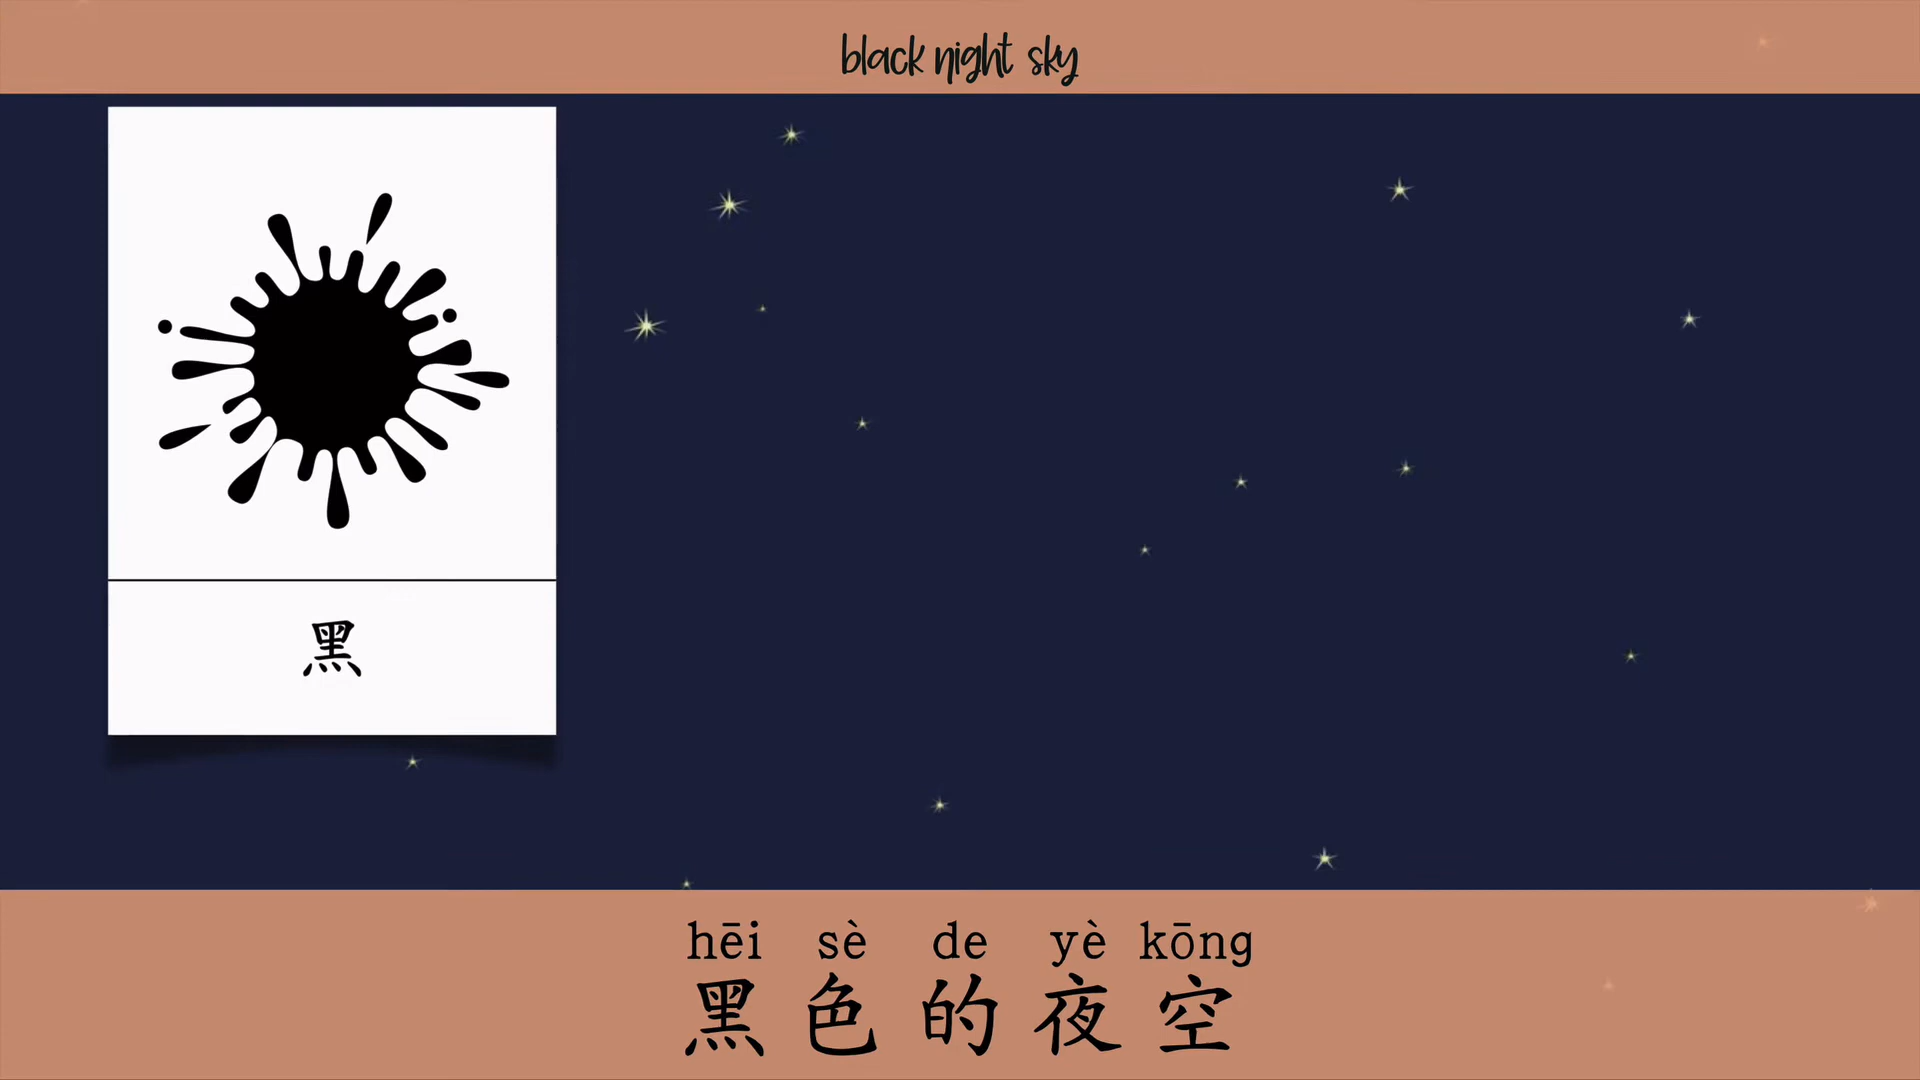 black night sky
黑
hēi sè de yè kōng
黑色的夜空